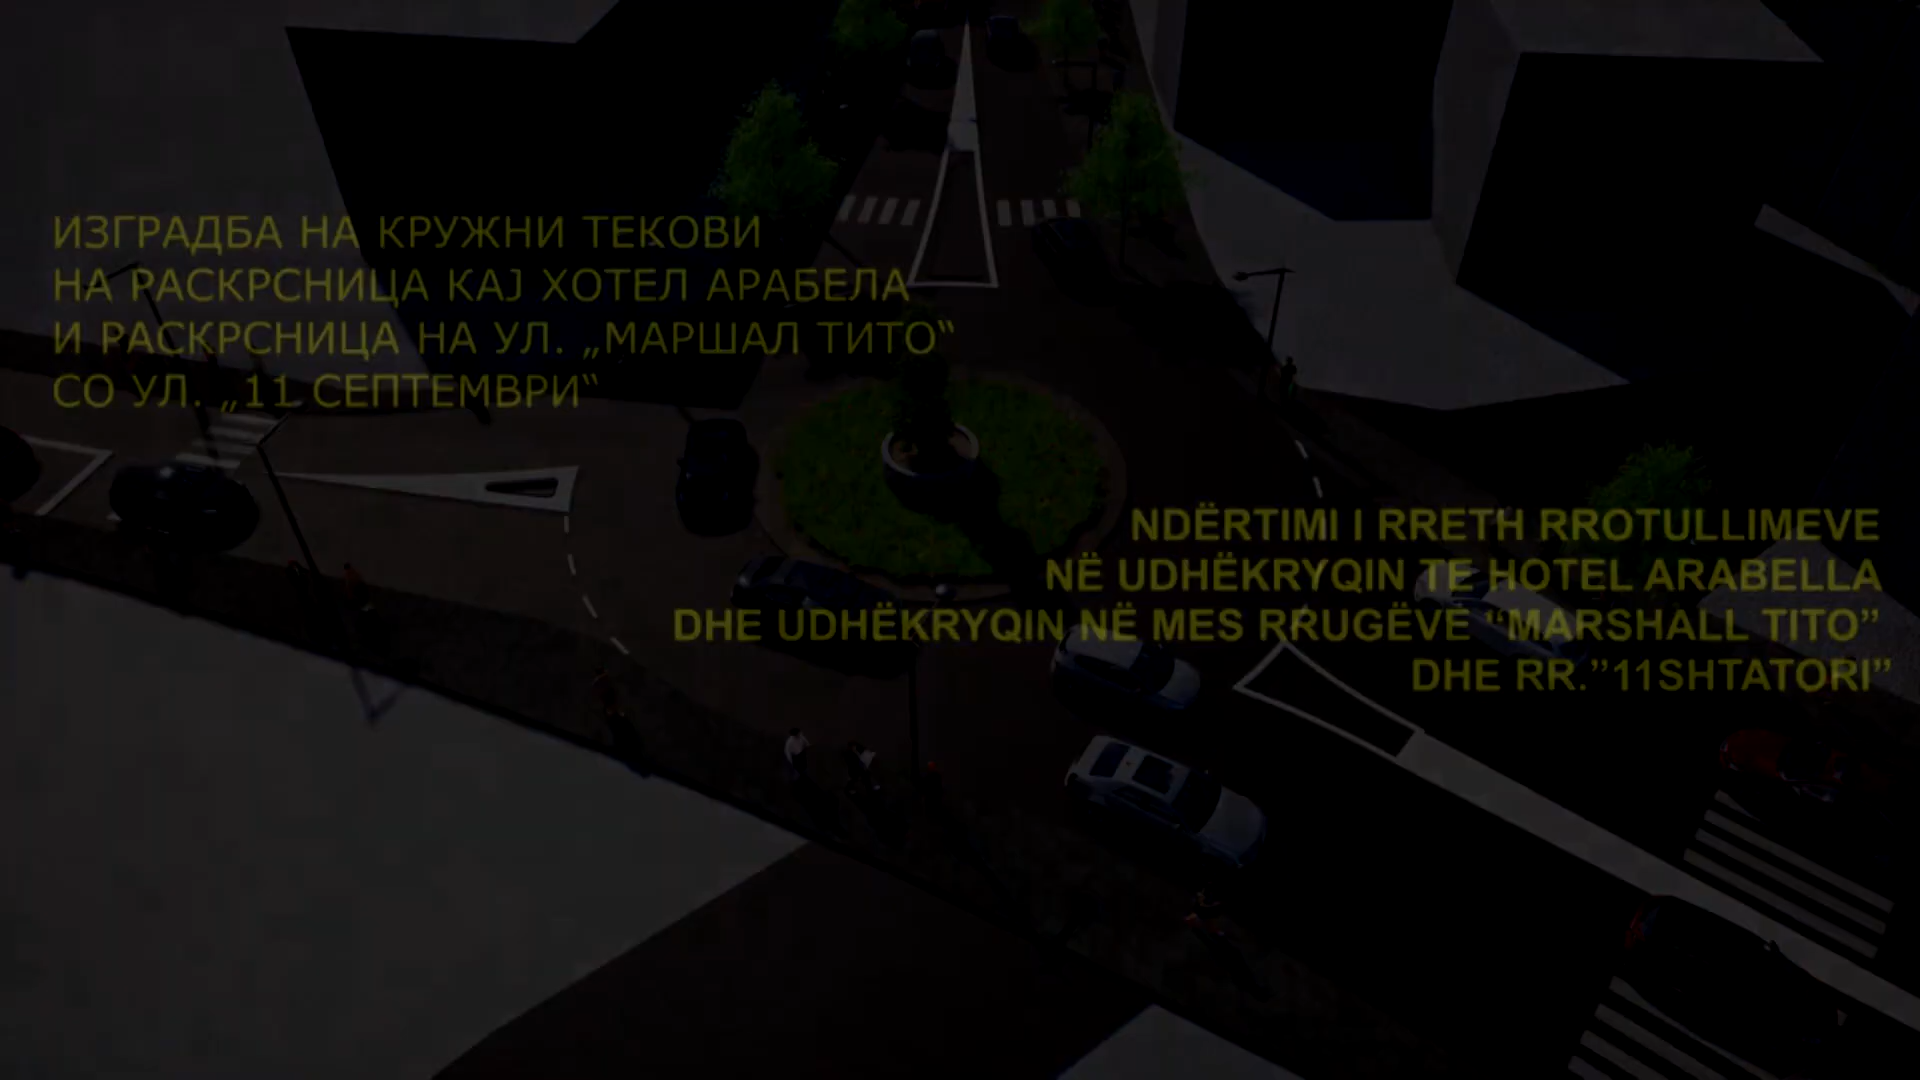 ИЗГРАДБА НА КРУЖНИ ТЕКОВИ
НА РАСКРСНИЦА КАЈ ХОТЕЛ АРАБЕЛА
И РАСКРСНИЦА НА УЛ. „МАРШАЛ ТИТО“
СО УЛ. „11 СЕПТЕМВРИ“
NDËRTIMI I RRETH RROTULLIMEVE
NË UDHËKRYQIN TE HOTEL ARABELLA
DHE UDHËKRYQIN NË MES RRUGËVE “MARSHALL TITO”
DHE RR.”11SHTATORI”